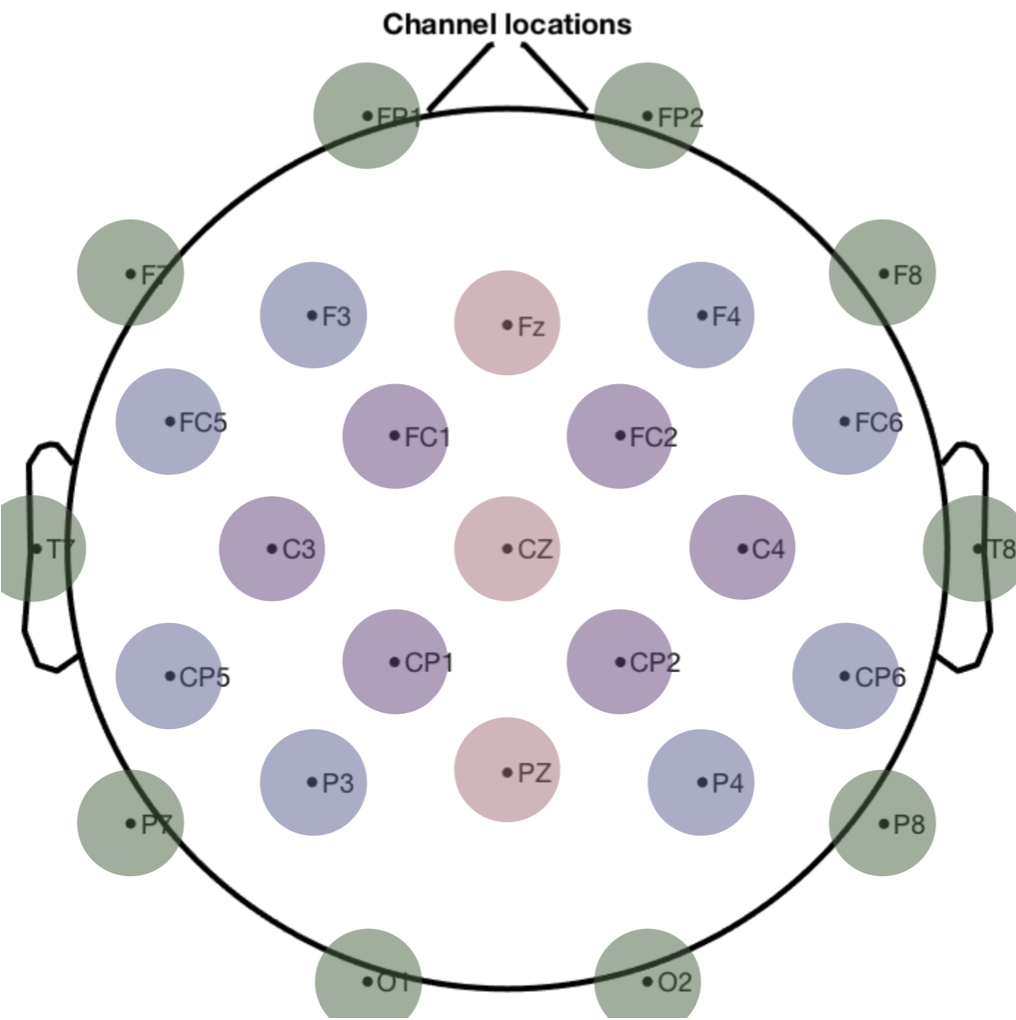 Channel locations
FP1 FP2
F7 F8
F3 Fz F4
FC5 FC1 FC2 FC6
T7 C3 CZ C4 T8
CP5 CP1 CP2 CP6
P3 PZ P4
P7 P8
O1 O2